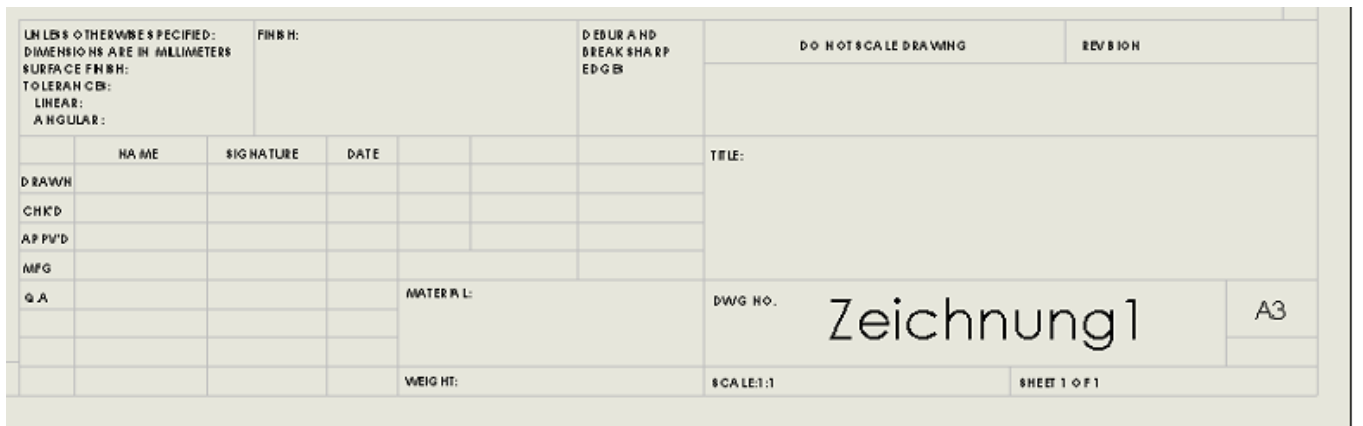 UNLESS OTHERWISE SPECIFIED:
DIMENSIONS ARE IN MILLIMETERS
SURFACE FINISH:
TOLERANCES:
LINEAR:
ANGULAR:
FINISH:
DEBUR AND
BREAK SHARP
EDGES
DO NOT SCALE DRAWING
REVISION
NAME
SIGNATURE
DATE
TITLE:
DRAWN
CHK'D
APPV'D
MFG
Q.A
MATERIAL:
DWG NO.
Zeichnung1
A3
WEIGHT:
SCALE:1:1
SHEET 1 OF 1